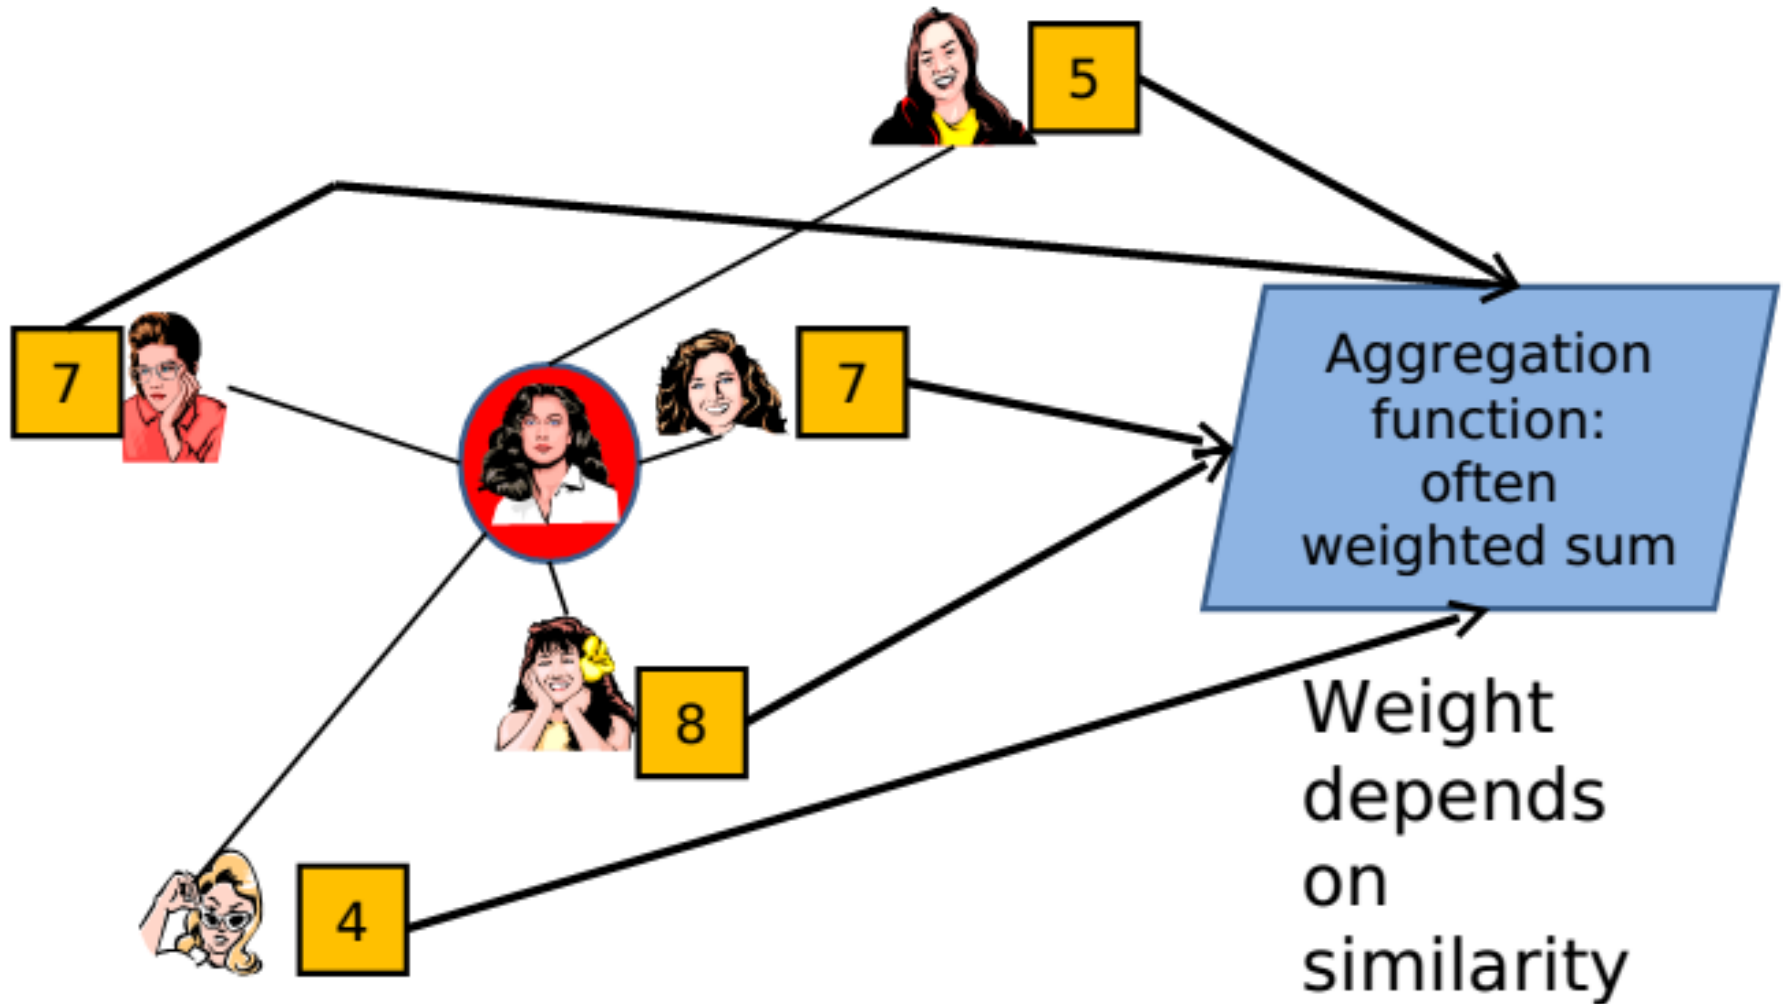 5
7
7
Aggregation
function:
often
weighted sum
8
4
Weight
depends
on
similarity